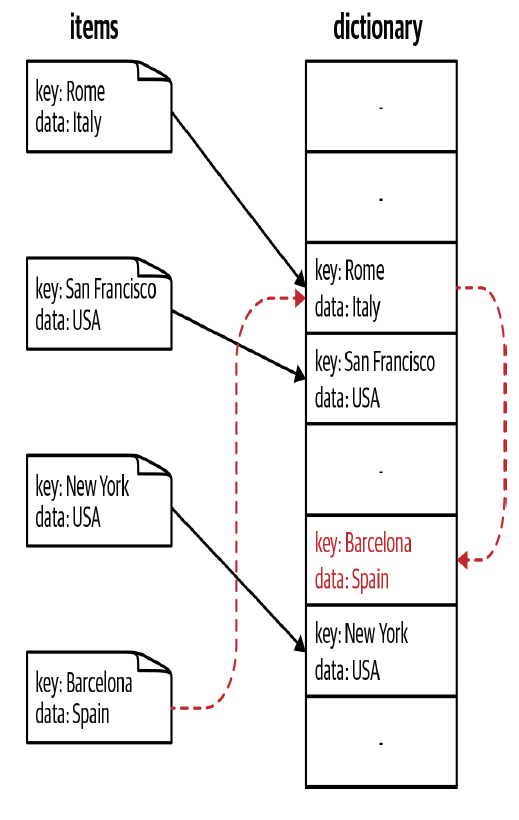 items
key: Rome
data: Italy
key: San Francisco
data: USA
key: New York
data: USA
key: Barcelona
data: Spain
dictionary
-
-
key: Rome
data: Italy
key: San Francisco
data: USA
-
key: Barcelona
data: Spain
key: New York
data: USA
-